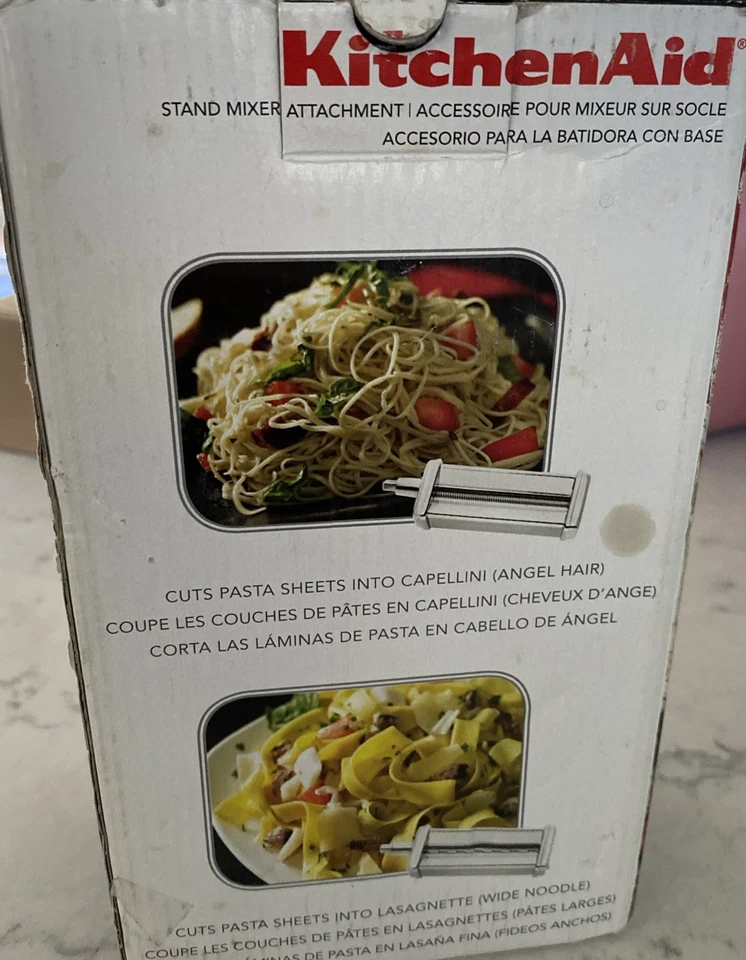 KitchenAid®
STAND MIXER ATTACHMENT | ACCESSOIRE POUR MIXEUR SUR SOCLE
ACCESORIO PARA LA BATIDORA CON BASE
CUTS PASTA SHEETS INTO CAPELLINI (ANGEL HAIR)
COUPE LES COUCHES DE PÂTES EN CAPELLINI (CHEVEUX D'ANGE)
CORTA LAS LÁMINAS DE PASTA EN CABELLO DE ÁNGEL
CUTS PASTA SHEETS INTO LASAGNETTE (WIDE NOODLE)
COUPE LES COUCHES DE PÂTES EN LASAGNETTES (PÂTES LARGES)
DE PASTA EN LASAÑA FINA (FIDEOS ANCHOS)